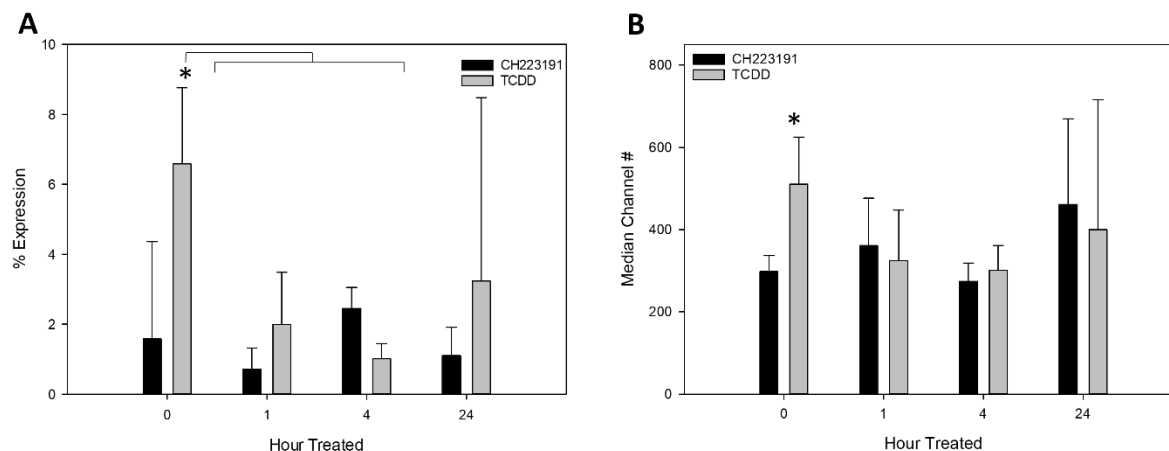 A
10
8
6
4
2
0
% Expression
*
CH223191
TCDD
0 1 4 24
Hour Treated
B
800
600
400
200
0
Median Channel #
CH223191
TCDD
*
0 1 4 24
Hour Treated